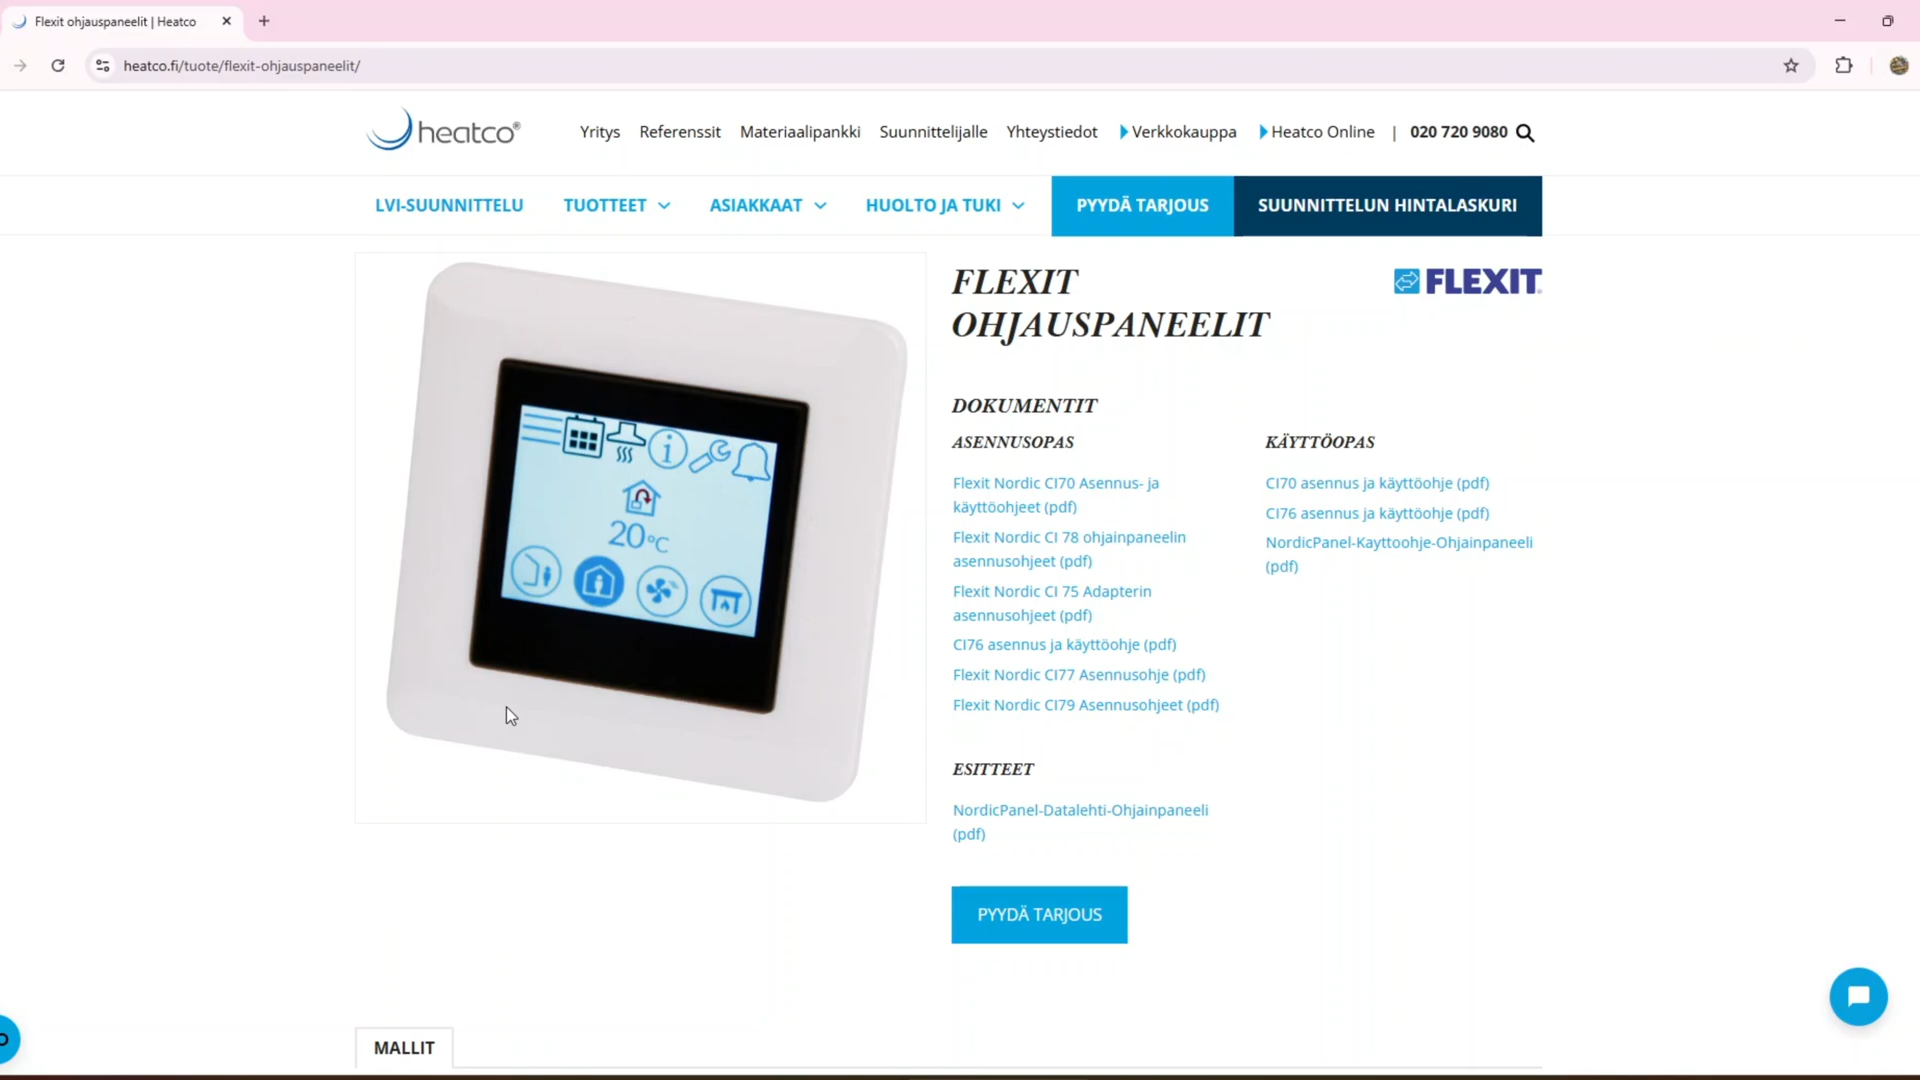 Flexit ohjauspaneelit | Heatco
heatco.fi/tuote/flexit-ohjauspaneelit/
heatco®
Yritys Referenssit Materiaalipankki Suunnittelijalle Yhteystiedot Verkkokauppa Heatco Online | 020 720 9080
LVI-SUUNNITTELU TUOTTEET ASIAKKAAT HUOLTO JA TUKI PYYDÄ TARJOUS SUUNNITTELUN HINTALASKURI
20°C
FLEXIT
OHJAUSPANEELIT
FLEXIT®
DOKUMENTIT
ASENNUSOPAS
Flexit Nordic CI70 Asennus- ja
käyttöohjeet (pdf)
Flexit Nordic CI 78 ohjainpaneelin
asennusohjeet (pdf)
Flexit Nordic CI 75 Adapterin
asennusohjeet (pdf)
CI76 asennus ja käyttöohje (pdf)
Flexit Nordic CI77 Asennusohje (pdf)
Flexit Nordic CI79 Asennusohjeet (pdf)
KÄYTTÖOPAS
CI70 asennus ja käyttöohje (pdf)
CI76 asennus ja käyttöohje (pdf)
NordicPanel-Kayttoohje-Ohjainpaneeli
(pdf)
ESITTEET
NordicPanel-Datalehti-Ohjainpaneeli
(pdf)
PYYDÄ TARJOUS
MALLIT